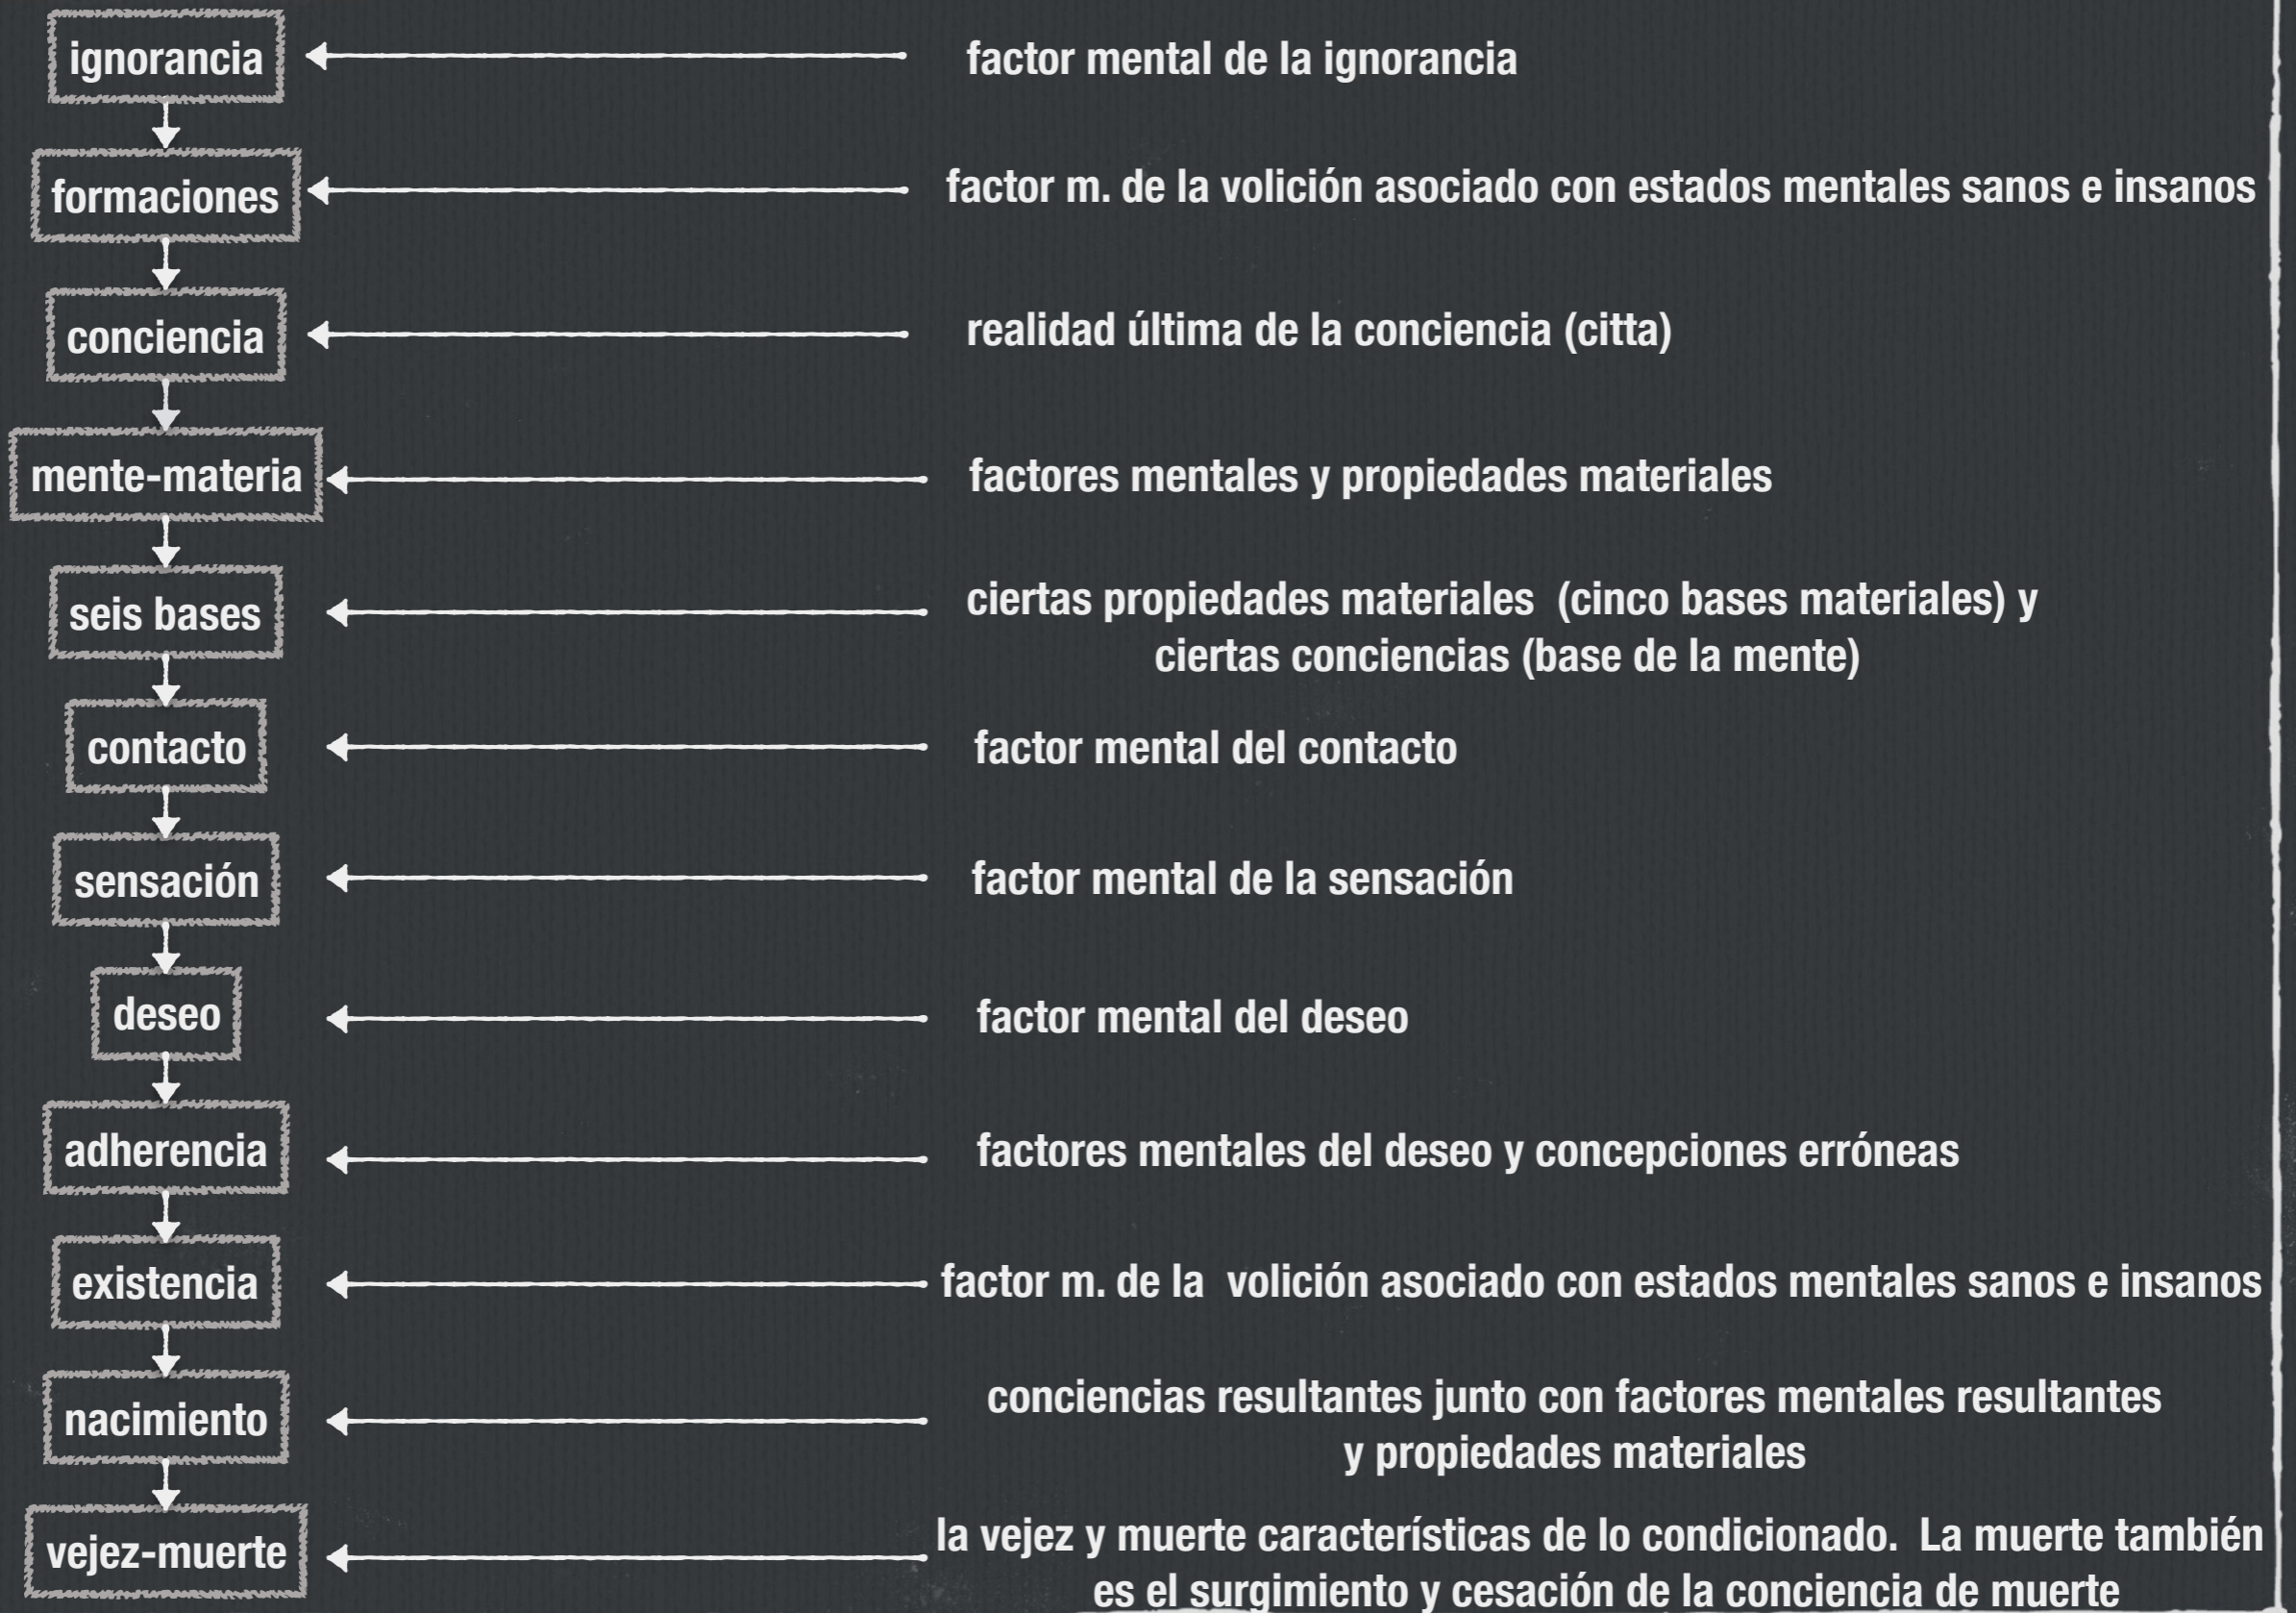 ignorancia
factor mental de la ignorancia
formaciones
factor m. de la volición asociado con estados mentales sanos e insanos
conciencia
realidad última de la conciencia (citta)
mente-materia
factores mentales y propiedades materiales
seis bases
ciertas propiedades materiales  (cinco bases materiales) y
ciertas conciencias (base de la mente)
contacto
factor mental del contacto
sensación
factor mental de la sensación
deseo
factor mental del deseo
adherencia
factores mentales del deseo y concepciones erróneas
existencia
factor m. de la  volición asociado con estados mentales sanos e insanos
nacimiento
conciencias resultantes junto con factores mentales resultantes
y propiedades materiales
vejez-muerte
la vejez y muerte características de lo condicionado.  La muerte también
es el surgimiento y cesación de la conciencia de muerte